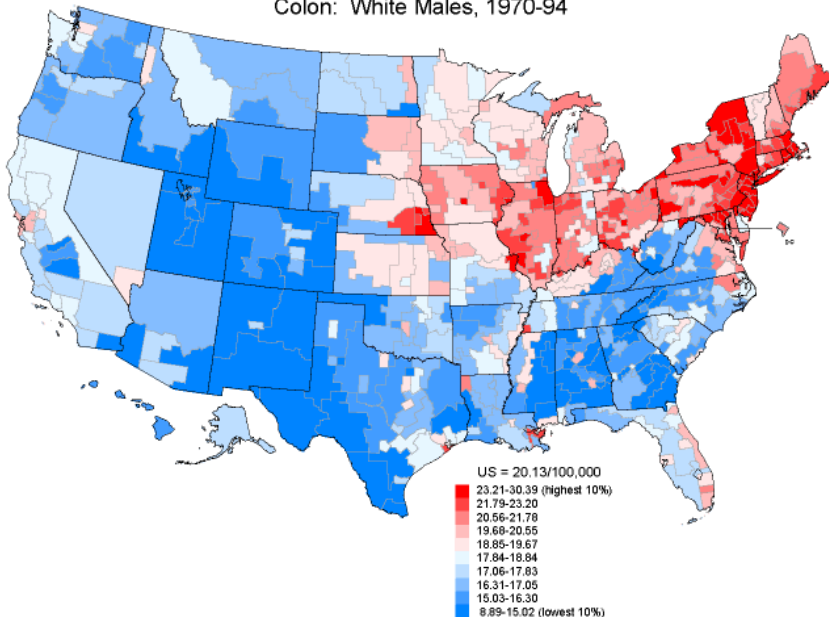 Colon: White Males, 1970-94
US = 20.13/100,000
23.21-30.39 (highest 10%)
21.79-23.20
20.56-21.78
19.68-20.55
18.85-19.67
17.84-18.84
17.06-17.83
16.31-17.05
15.03-16.30
8.89-15.02 (lowest 10%)